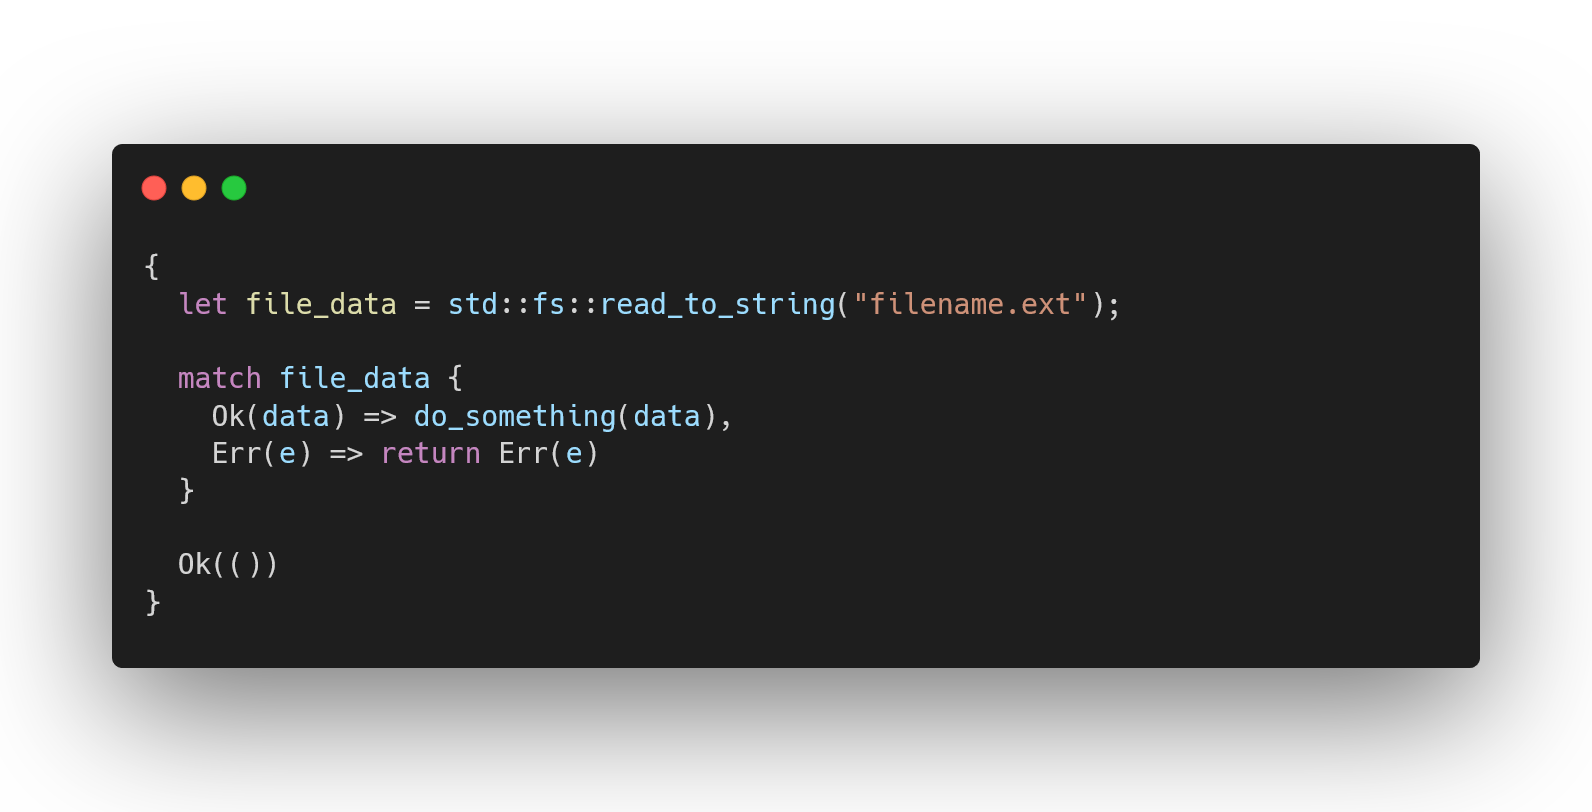 {
  let file_data = std::fs::read_to_string("filename.ext");
  match file_data {
    Ok(data) => do_something(data),
    Err(e) => return Err(e)
  }
  Ok(())
}